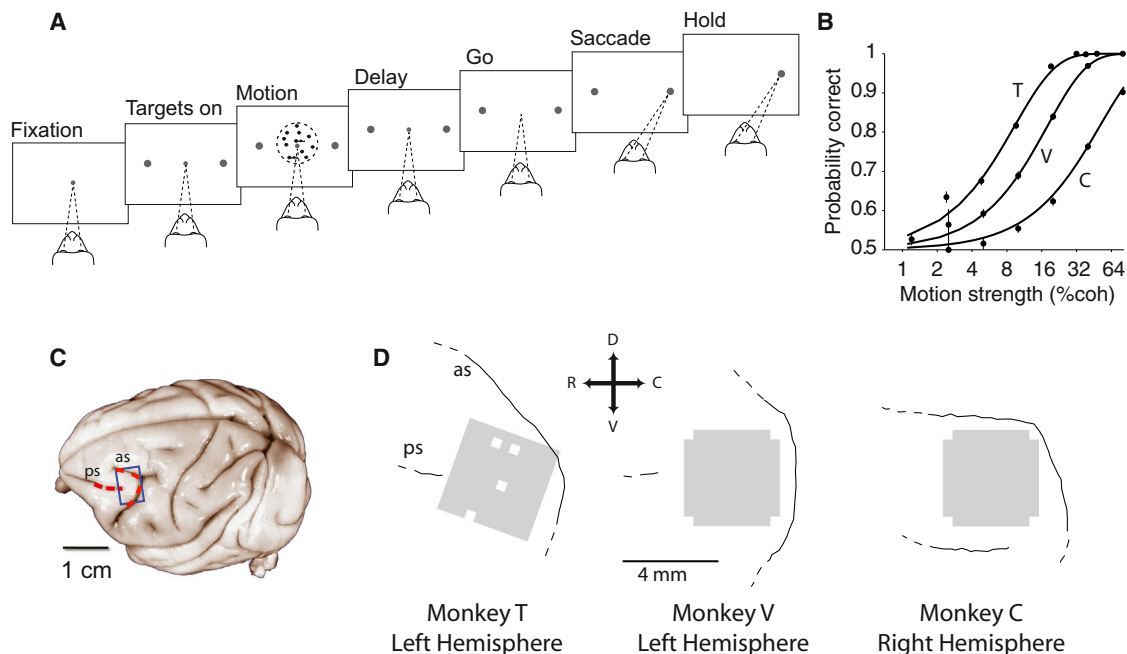 A
Fixation
Targets on
Motion
Delay
Go
Saccade
Hold
B
Probability correct
1
0.9
0.8
0.7
0.6
0.5
T
V
C
1 2 4 8 16 32 64
Motion strength (%coh)
C
ps
as
1 cm
D
as
ps
D
R C
V
4 mm
Monkey T
Left Hemisphere
Monkey V
Left Hemisphere
Monkey C
Right Hemisphere